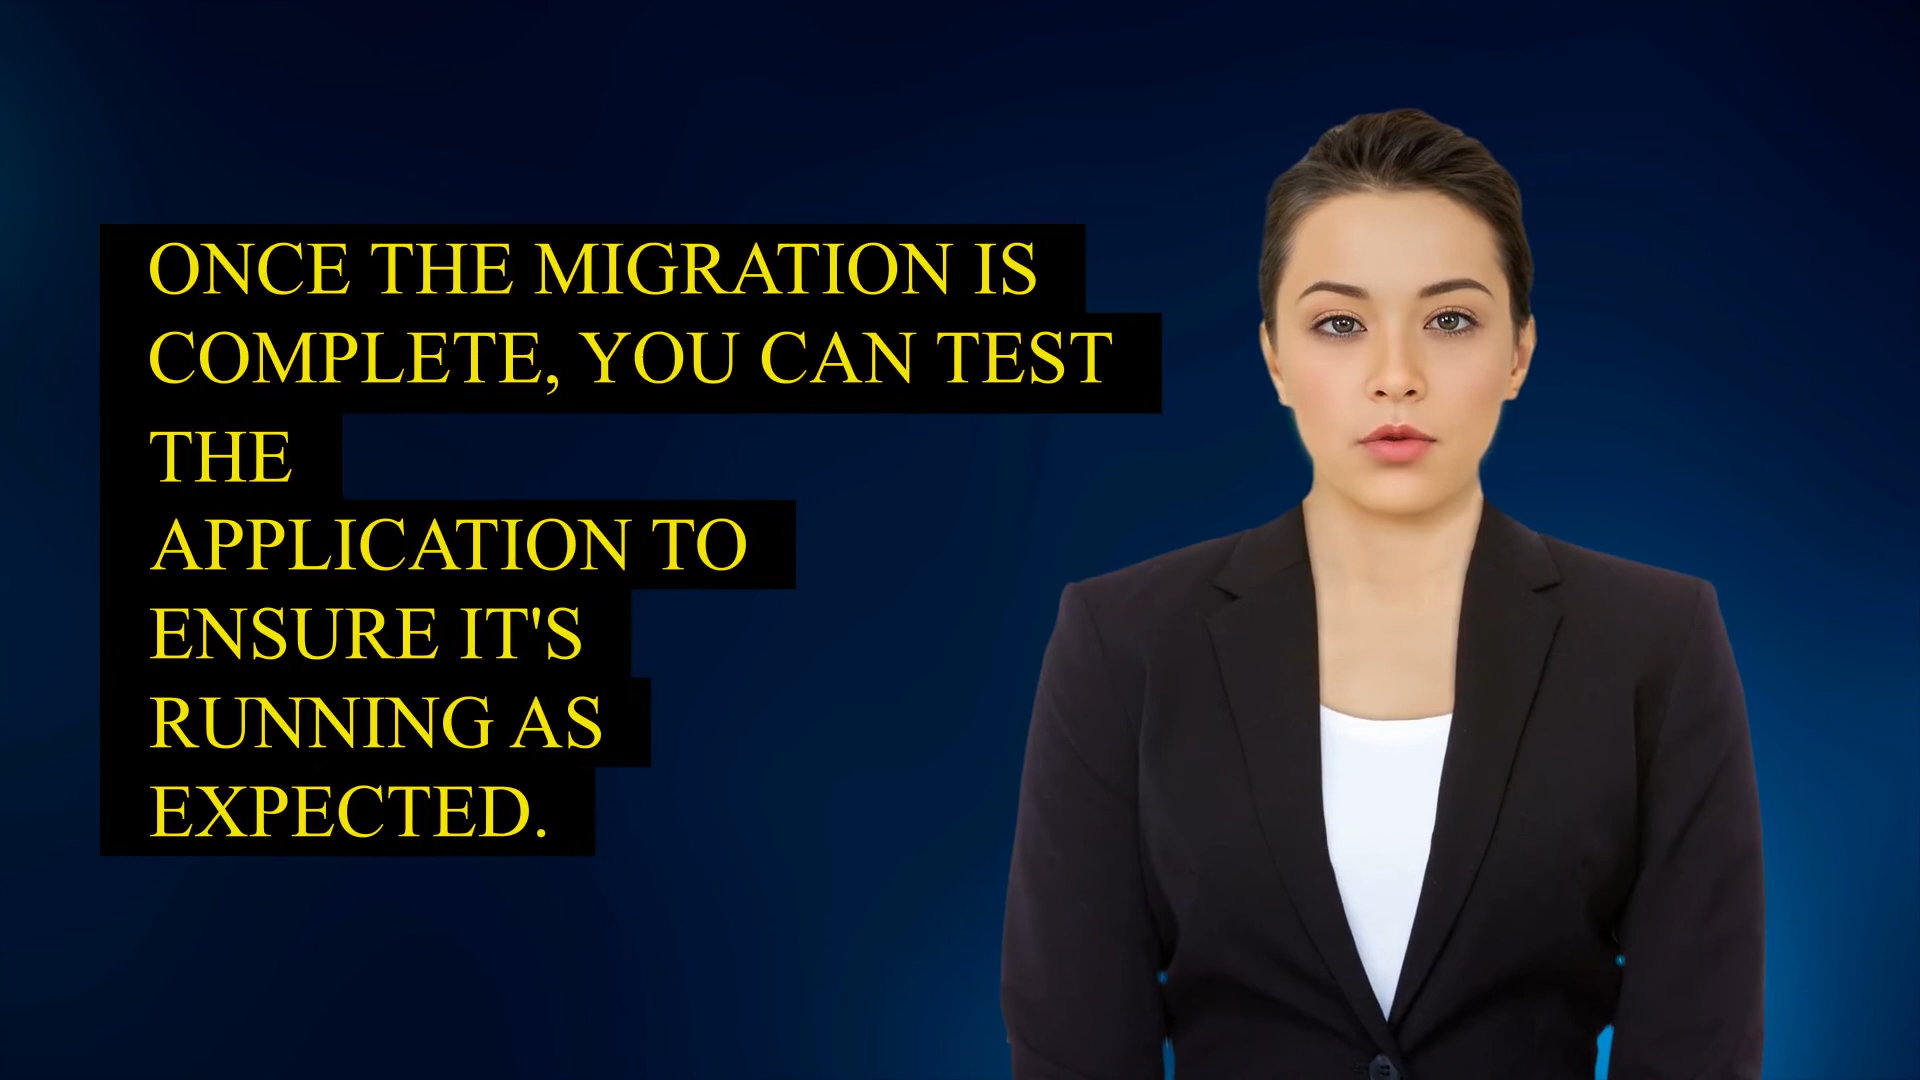 ONCE THE MIGRATION IS
COMPLETE, YOU CAN TEST
THE
APPLICATION TO
ENSURE IT'S
RUNNING AS
EXPECTED.